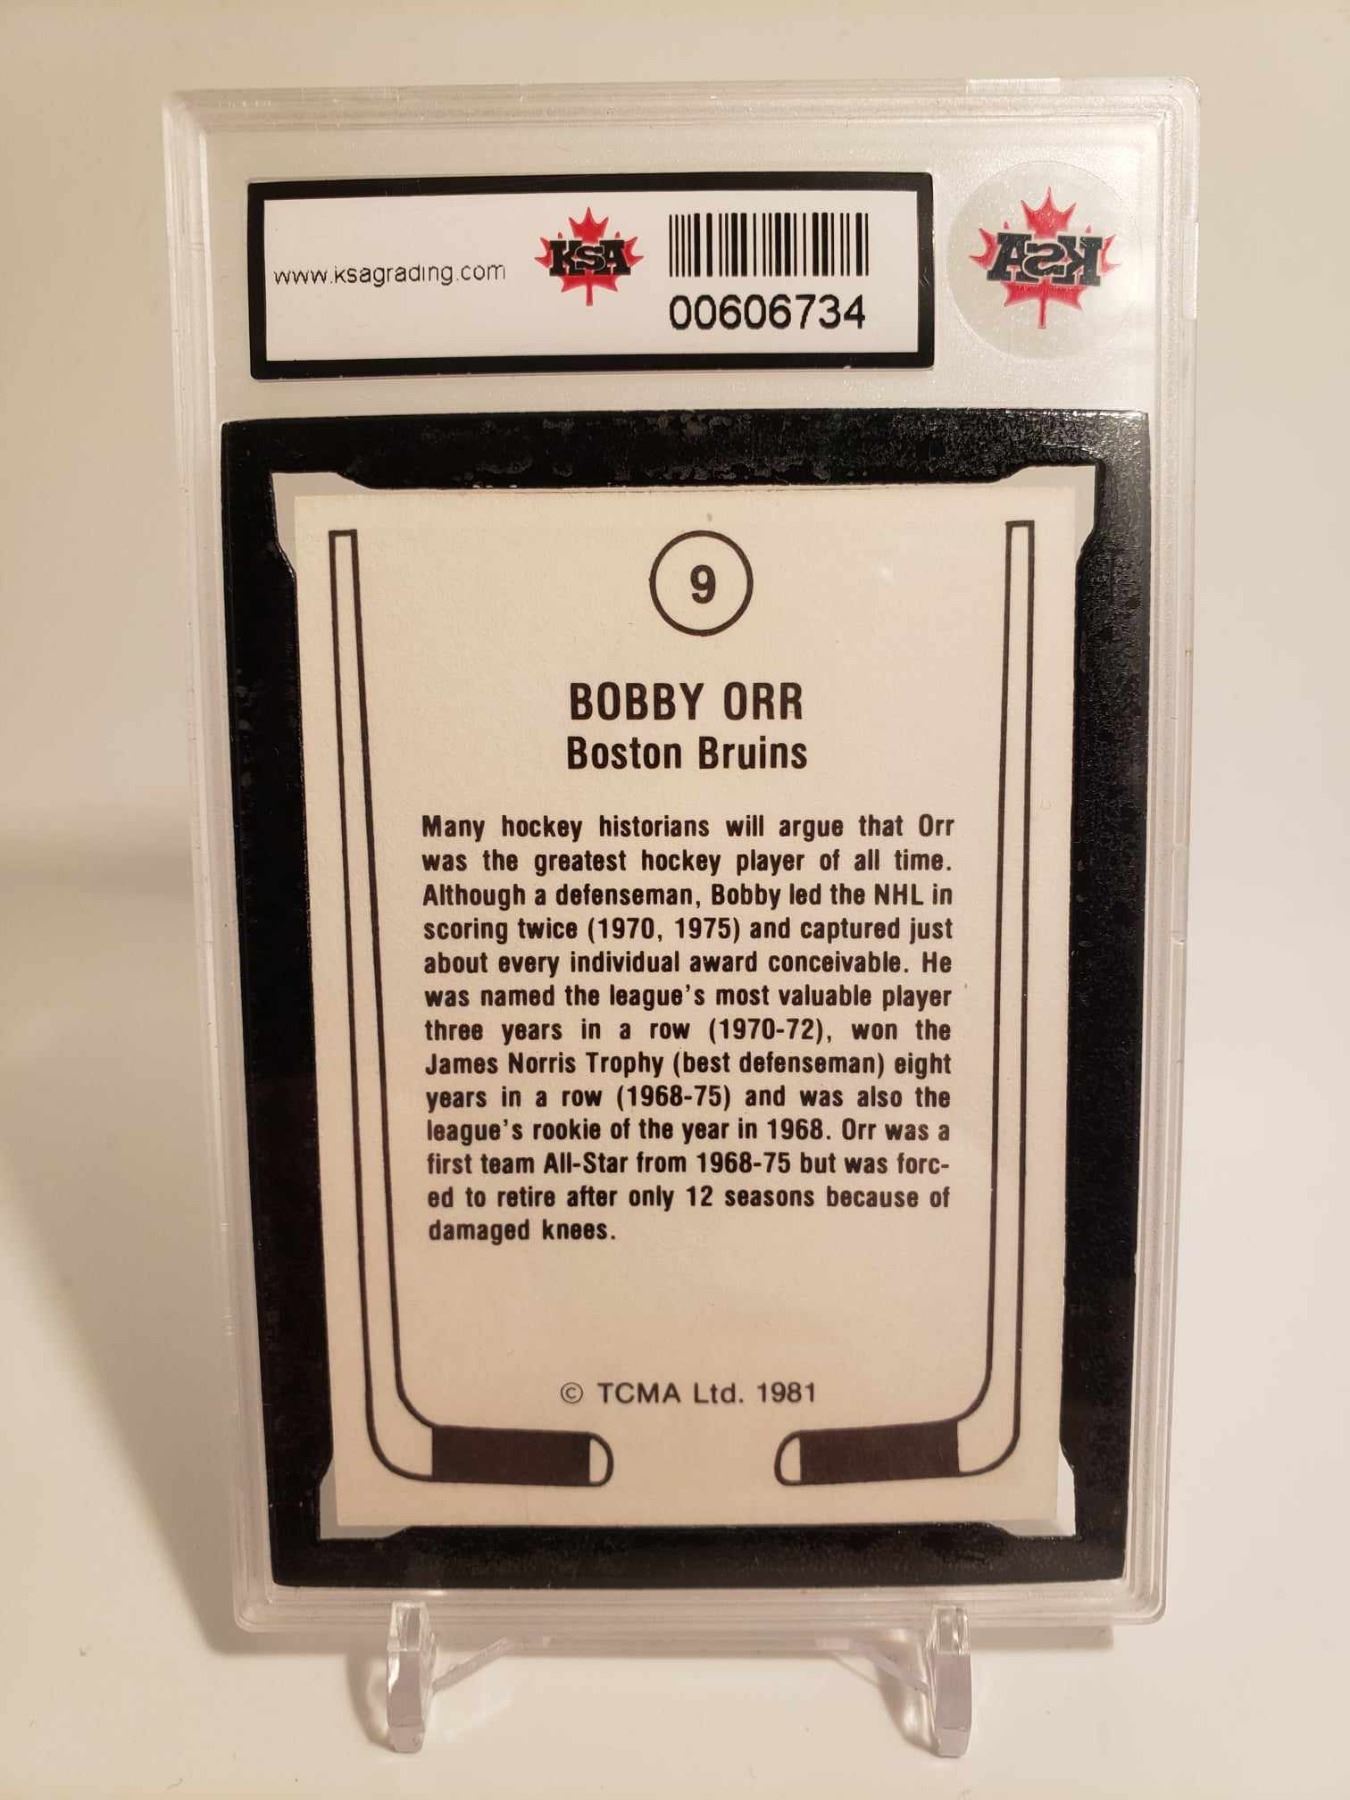 www.ksagrading.com
KSA
00606734
KSA
9
BOBBY ORR
Boston Bruins
Many hockey historians will argue that Orr
was the greatest hockey player of all time.
Although a defenseman, Bobby led the NHL in
scoring twice (1970, 1975) and captured just
about every individual award conceivable. He
was named the league's most valuable player
three years in a row (1970-72), won the
James Norris Trophy (best defenseman) eight
years in a row (1968-75) and was also the
league's rookie of the year in 1968. Orr was a
first team All-Star from 1968-75 but was forc-
ed to retire after only 12 seasons because of
damaged knees.
© TCMA Ltd. 1981